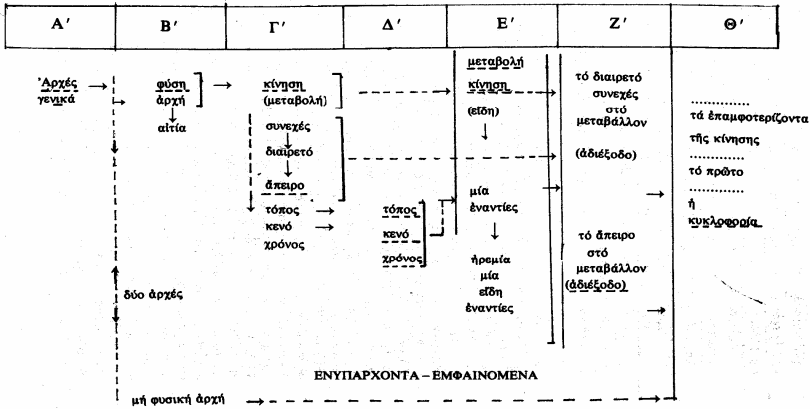 Α′ Β′ Γ′ Δ′ Ε′ Ζ′ Θ′
Ἀρχές
γενικά
δύο ἀρχές
φύση
ἀρχή
αἰτία
κίνηση
(μεταβολή)
συνεχές
διαιρετό
ἄπειρο
τόπος
κενό
χρόνος
τόπος
κενό
χρόνος
μεταβολή
κίνηση
(εἴδη)
μία
ἐναντίες
ἠρεμία
μία
εἴδη
ἐναντίες
τό διαιρετό
συνεχές
στό
μεταβάλλον
(ἀδιέξοδο)
τό ἄπειρο
στό
μεταβάλλον
(ἀδιέξοδο)
............
τά ἐπαμφοτερίζοντα
τῆς κίνησης
............
τό πρῶτο
............
ἡ
κυκλοφορία
ΕΝΥΠΑΡΧΟΝΤΑ – ΕΜΦΑΙΝΟΜΕΝΑ
μή φυσική ἀρχή